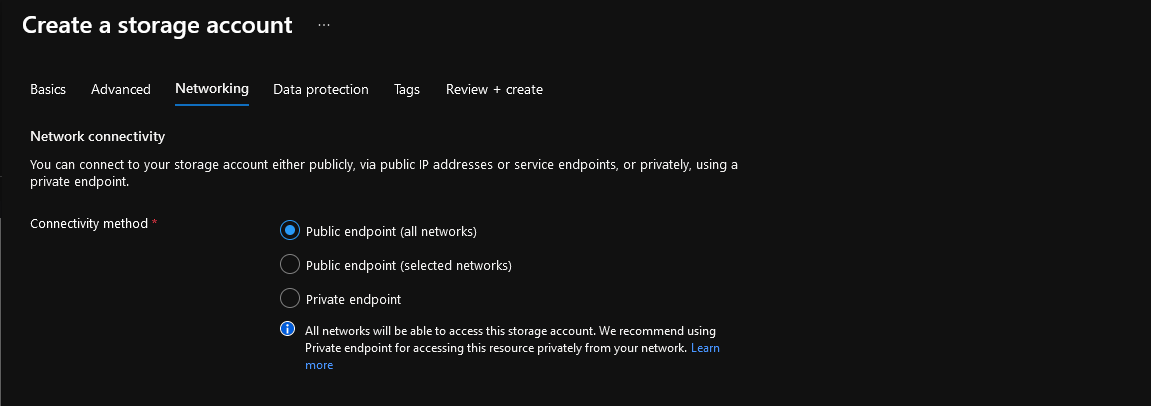 Create a storage account ...
Basics Advanced Networking Data protection Tags Review + create
Network connectivity
You can connect to your storage account either publicly, via public IP addresses or service endpoints, or privately, using a
private endpoint.
Connectivity method *
Public endpoint (all networks)
Public endpoint (selected networks)
Private endpoint
All networks will be able to access this storage account. We recommend using
Private endpoint for accessing this resource privately from your network. Learn
more